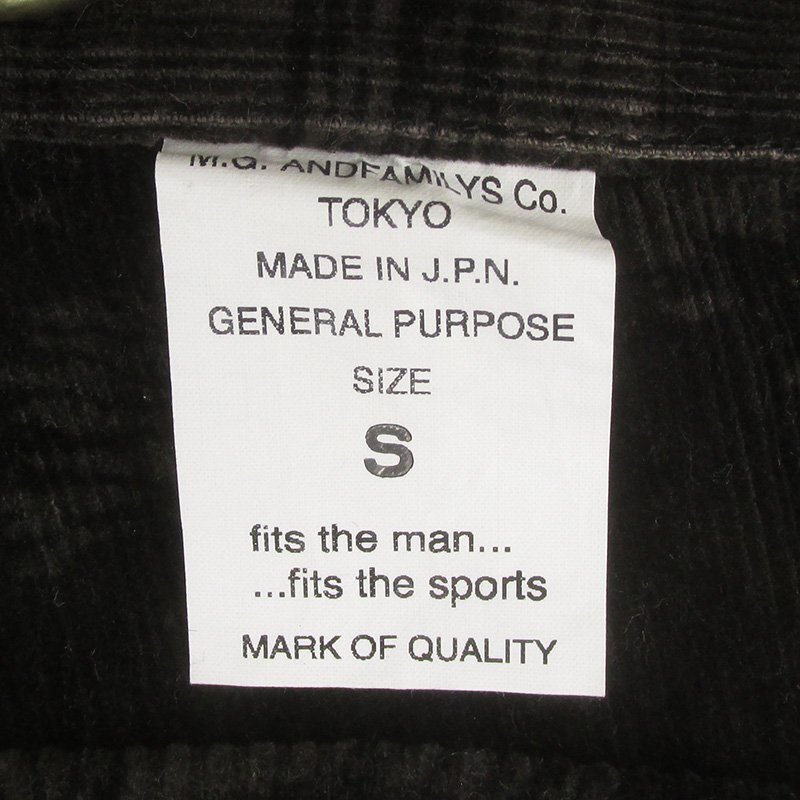 M.G. ANDFAMILYS Co.
TOKYO
MADE IN J.P.N.
GENERAL PURPOSE
SIZE
S
fits the man...
...fits the sports
MARK OF QUALITY